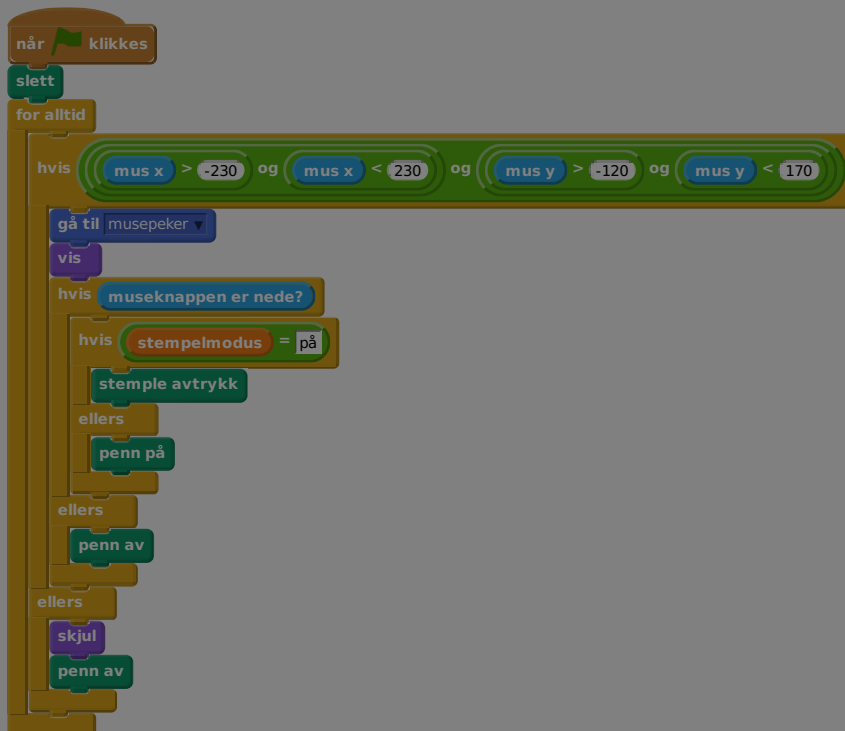 når klikkes
slett
for alltid
hvis mus x > -230 og mus x < 230 og mus y > -120 og mus y < 170
gå til musepeker
vis
hvis museknappen er nede?
hvis stempelmodus = på
stemple avtrykk
ellers
penn på
ellers
penn av
ellers
skjul
penn av